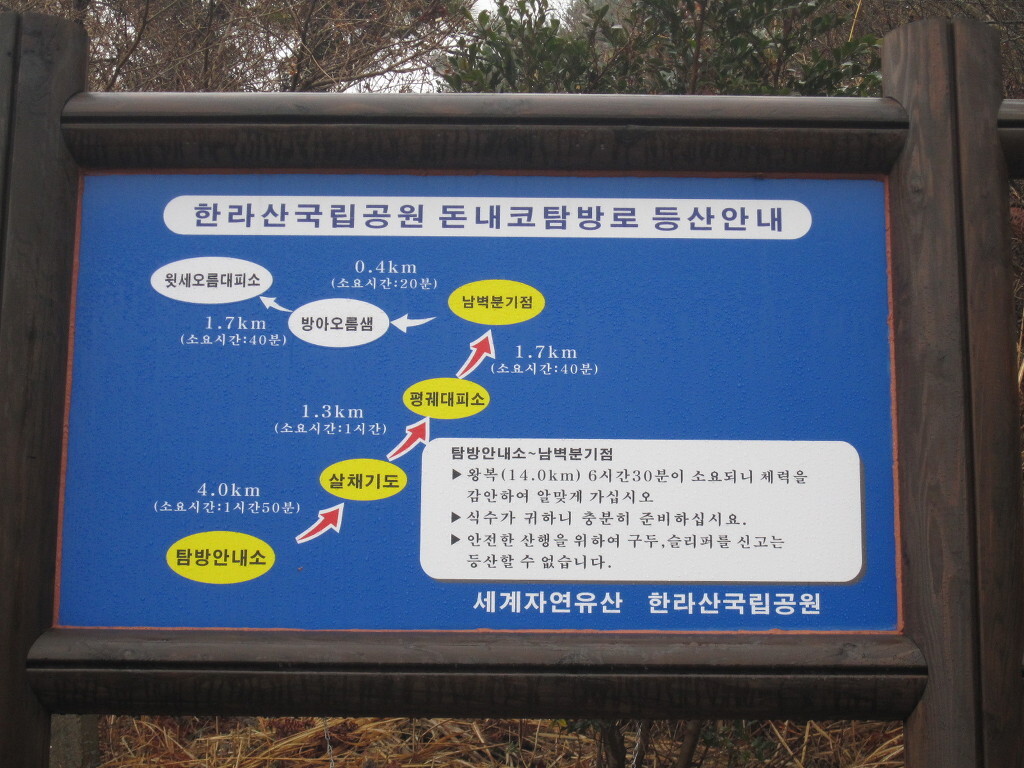 한라산국립공원 돈내코탐방로 등산안내
윗세오름대피소
0.4km
(소요시간:20분)
남벽분기점
방아오름샘
1.7km
(소요시간:40분)
1.7km
(소요시간:40분)
평궤대피소
1.3km
(소요시간:1시간)
살채기도
4.0km
(소요시간:1시간50분)
탐방안내소
탐방안내소~남벽분기점
▶왕복(14.0km) 6시간30분이 소요되니 체력을
감안하여 알맞게 가십시오
▶식수가 귀하니 충분히 준비하십시요.
▶안전한 산행을 위하여 구두,슬리퍼를 신고는
등산할 수 없습니다.
세계자연유산 한라산국립공원